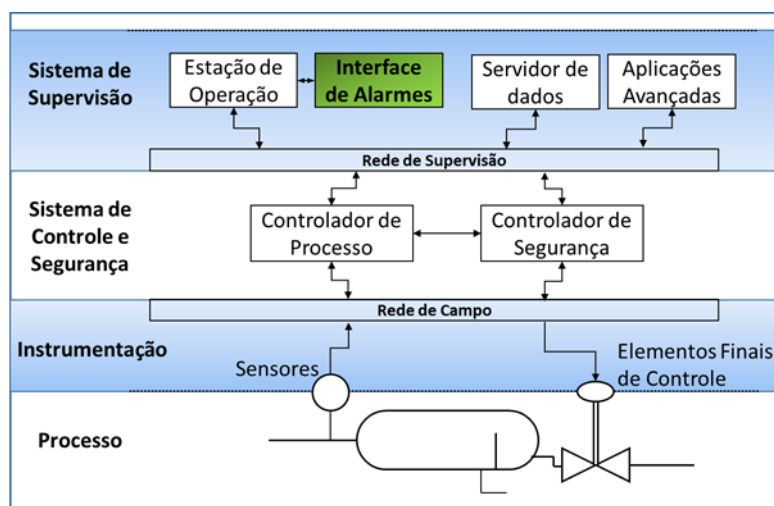 Sistema de
Supervisão
Estação de
Operação
Interface
de Alarmes
Servidor de
dados
Aplicações
Avançadas
Rede de Supervisão
Sistema de
Controle e
Segurança
Controlador de
Processo
Controlador de
Segurança
Rede de Campo
Instrumentação
Sensores
Elementos Finais
de Controle
Processo